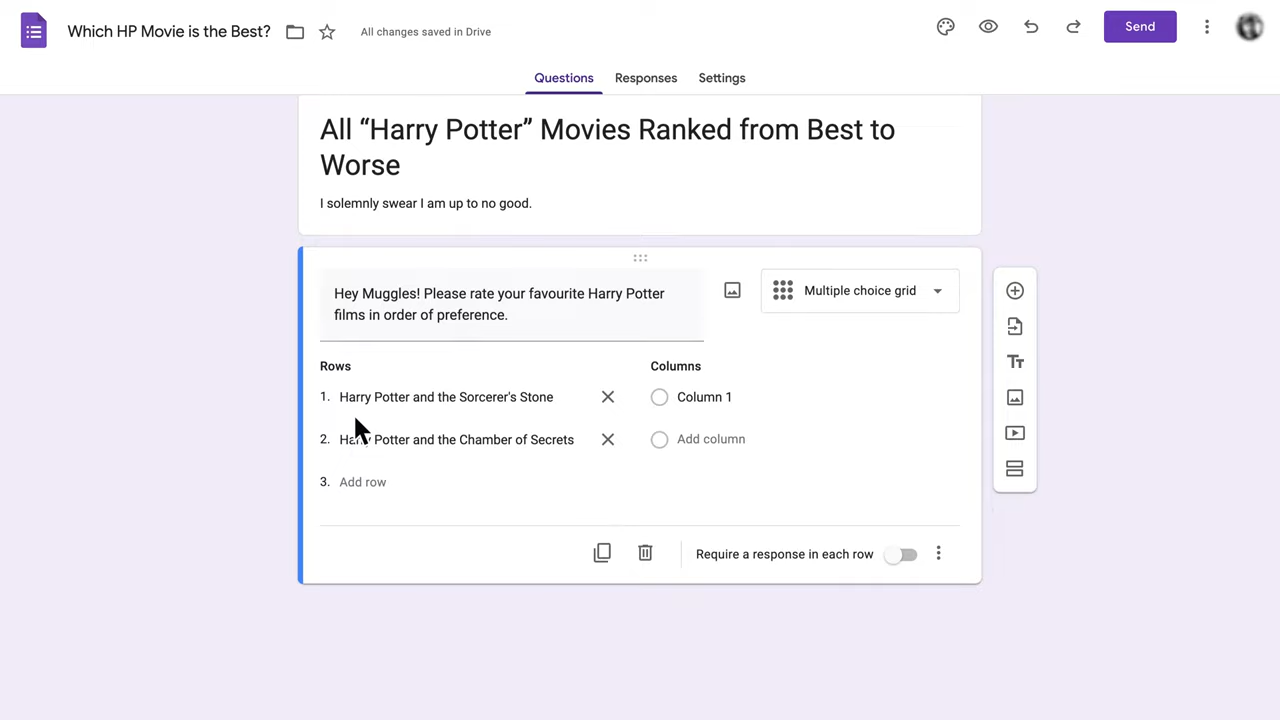 Which HP Movie is the Best?
All changes saved in Drive
Send
Questions
Responses
Settings
All “Harry Potter” Movies Ranked from Best to
Worse
I solemnly swear I am up to no good.
Hey Muggles! Please rate your favourite Harry Potter
films in order of preference.
Multiple choice grid
Rows
Columns
1. Harry Potter and the Sorcerer's Stone
Column 1
2. Harry Potter and the Chamber of Secrets
Add column
3. Add row
Require a response in each row